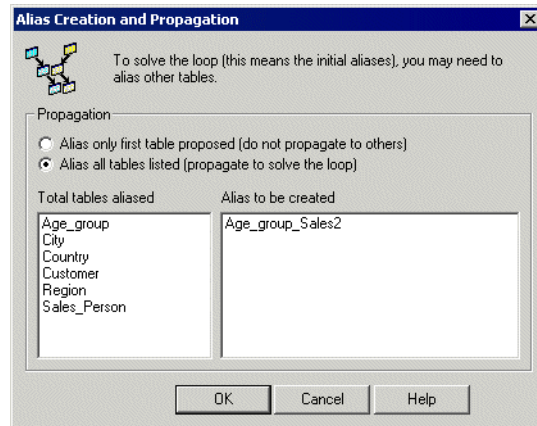 Alias Creation and Propagation
To solve the loop (this means the initial aliases), you may need to
alias other tables.
Propagation
Alias only first table proposed (do not propagate to others)
Alias all tables listed (propagate to solve the loop)
Total tables aliased
Alias to be created
Age_group
City
Country
Customer
Region
Sales_Person
Age_group_Sales2
OK
Cancel
Help